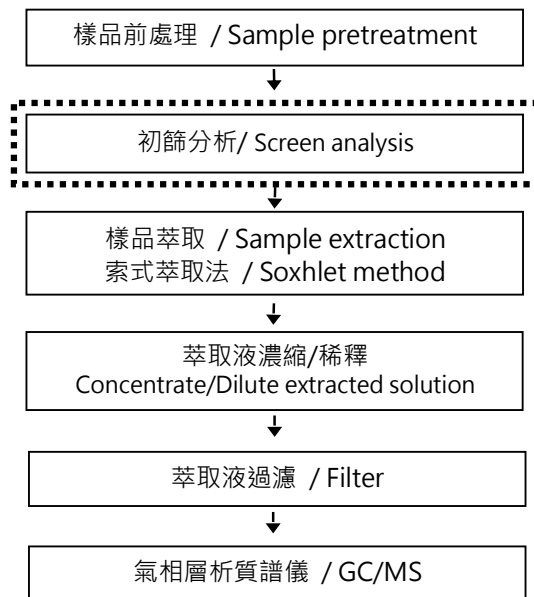 樣品前處理 / Sample pretreatment
初篩分析/ Screen analysis
樣品萃取 / Sample extraction
索式萃取法 / Soxhlet method
萃取液濃縮/稀釋
Concentrate/Dilute extracted solution
萃取液過濾 / Filter
氣相層析質譜儀 / GC/MS